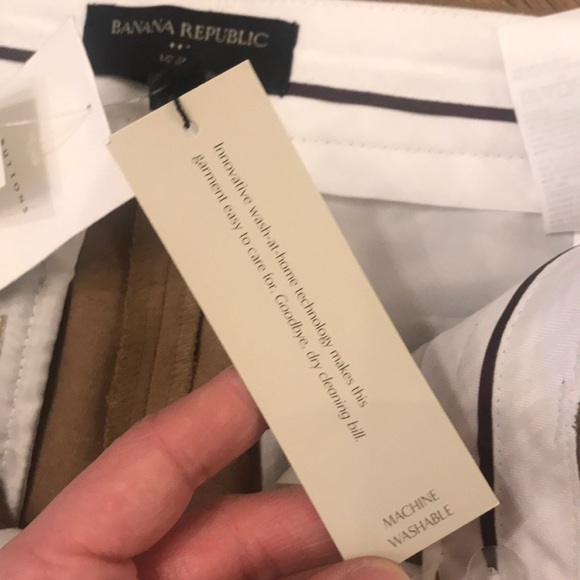 BANANA REPUBLIC
Innovative wash-at-home technology makes this
garment easy to care for. Goodbye, dry cleaning bill.
MACHINE
WASHABLE
BUTTONS